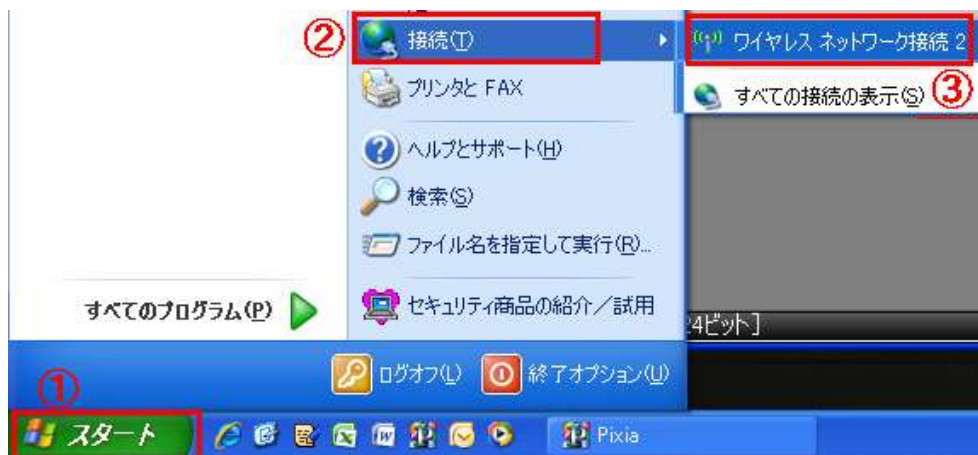 ② 接続(T)
ワイヤレス ネットワーク接続 2
プリンタと FAX
すべての接続の表示(S) ③
ヘルプとサポート(H)
検索(S)
ファイル名を指定して実行(R)...
すべてのプログラム(P)
セキュリティ商品の紹介／試用
24ビット]
ログオフ(L) 終了オプション(U)
①
スタート
Pixia